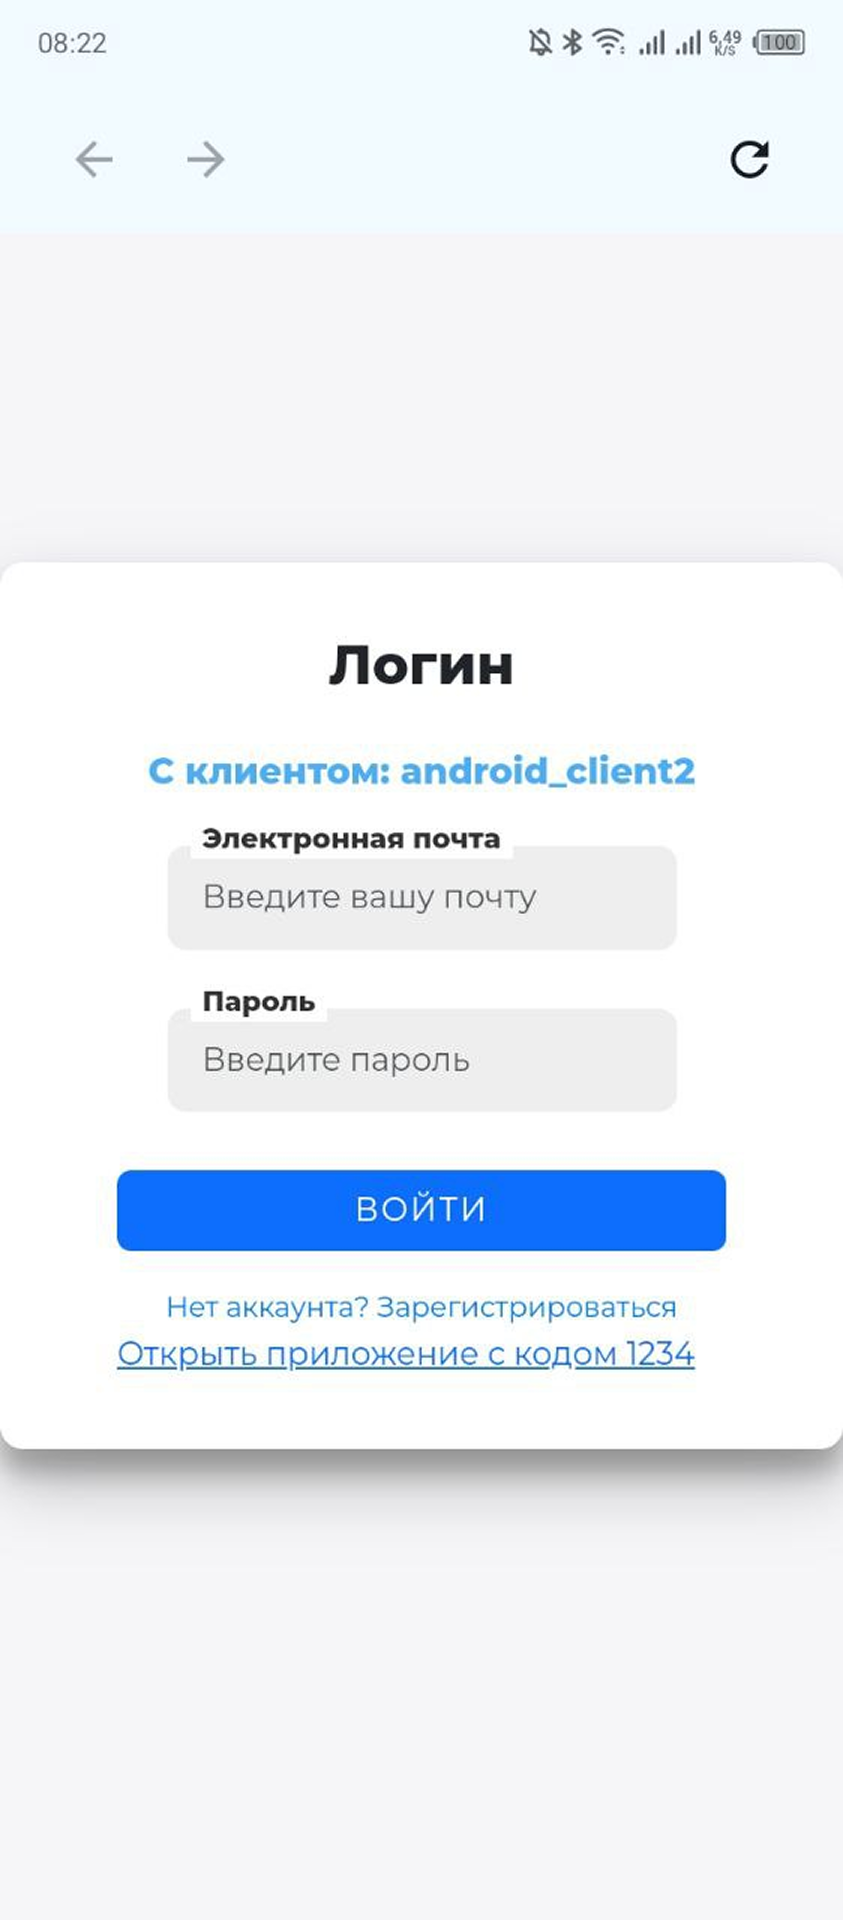 08:22
6,49 K/S
100
Логин
С клиентом: android_client2
Электронная почта
Введите вашу почту
Пароль
Введите пароль
ВОЙТИ
Нет аккаунта? Зарегистрироваться
Открыть приложение с кодом 1234